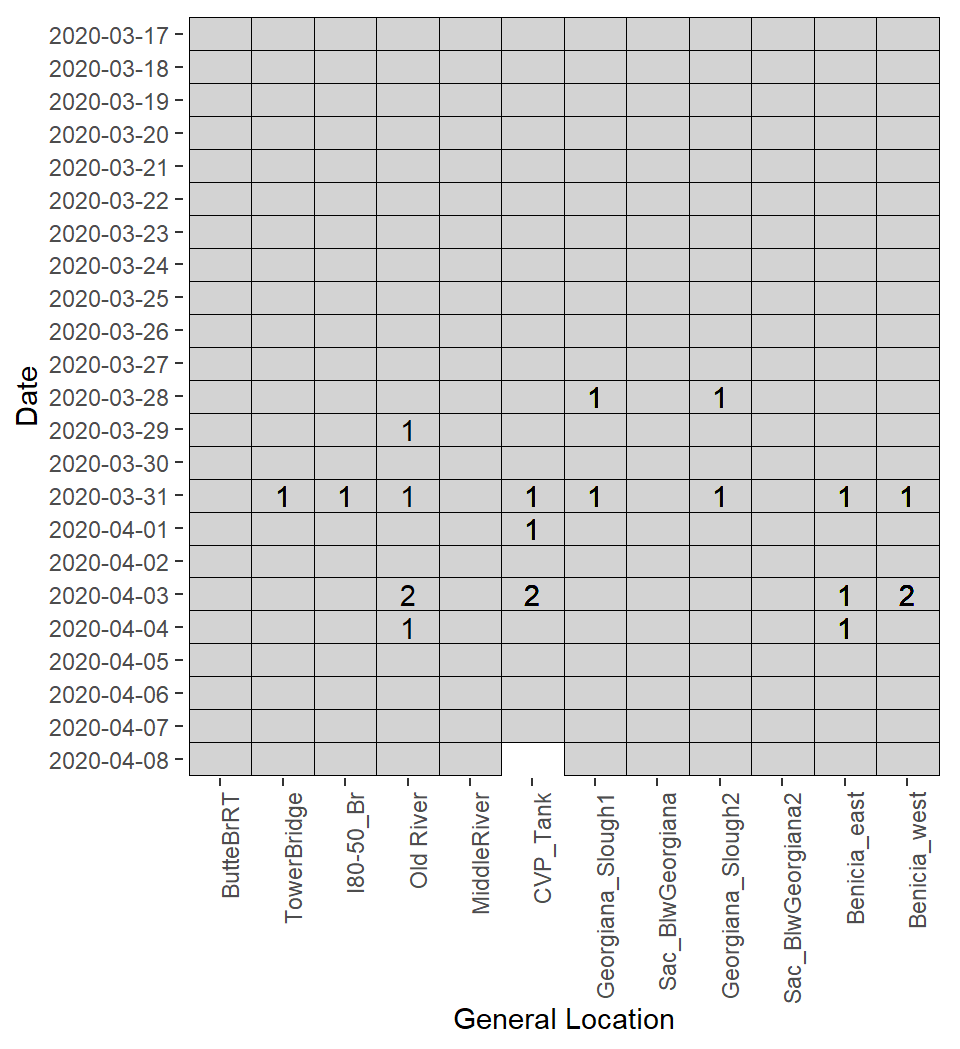 2020-03-17
2020-03-18
2020-03-19
2020-03-20
2020-03-21
2020-03-22
2020-03-23
2020-03-24
2020-03-25
2020-03-26
2020-03-27
2020-03-28 1 1
2020-03-29 1
2020-03-30
2020-03-31 1 1 1 1 1 1 1 1
2020-04-01 1
2020-04-02
2020-04-03 2 2 1 2
2020-04-04 1 1
2020-04-05
2020-04-06
2020-04-07
2020-04-08
Date
ButteBrRT
TowerBridge
I80-50_Br
Old River
MiddleRiver
CVP_Tank
Georgiana_Slough1
Sac_BlwGeorgiana
Georgiana_Slough2
Sac_BlwGeorgiana2
Benicia_east
Benicia_west
General Location